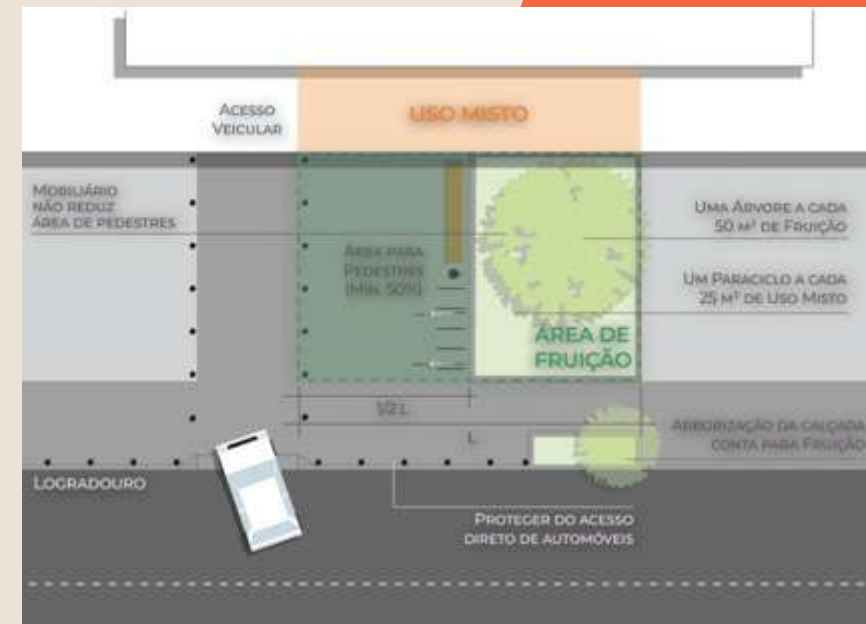 ACESSO
VEICULAR
USO MISTO
MOBILIÁRIO
NÃO REDUZ
ÁREA DE PEDESTRES
UMA ÁRVORE A CADA
50 M² DE FRUIÇÃO
ÁREA PARA
PEDESTRES
(MÍN. 50%)
UM PARACICLO A CADA
25 M² DE USO MISTO
ÁREA DE
FRUIÇÃO
1/2 L
L
ARBORIZAÇÃO DA CALÇADA
CONTA PARA FRUIÇÃO
LOGRADOURO
PROTEGER DO ACESSO
DIRETO DE AUTOMÓVEIS